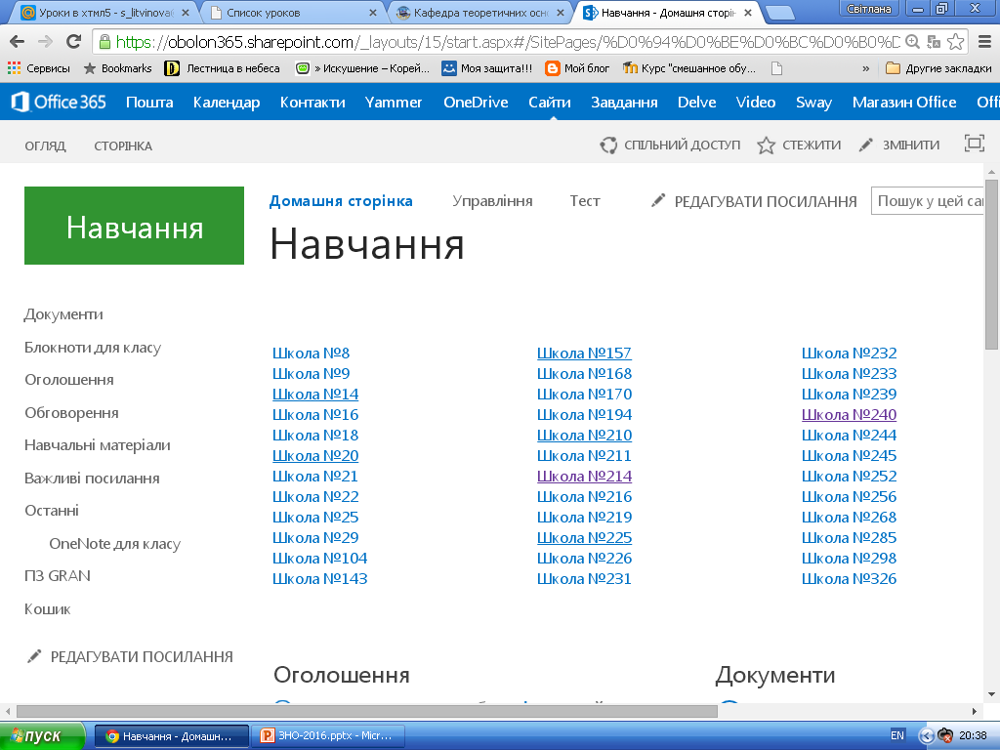 Уроки в хтмл5 - s_litvinova
Список уроков
Кафедра теоретичних осн
Навчання - Домашня сторін
Світлана
https://obolon365.sharepoint.com/_layouts/15/start.aspx#/SitePages/%D0%94%D0%BE%D0%BC%D0%B0%D
Сервисы
Bookmarks
Лестница в небеса
» Искушение – Корей...
Моя защита!!!
Мой блог
Курс "смешанное обу...
»
Другие закладки
Office 365
Пошта
Календар
Контакти
Yammer
OneDrive
Сайти
Завдання
Delve
Video
Sway
Магазин Office
Offi
ОГЛЯД
СТОРІНКА
СПІЛЬНИЙ ДОСТУП
СТЕЖИТИ
ЗМІНИТИ
Навчання
Домашня сторінка
Управління
Тест
РЕДАГУВАТИ ПОСИЛАННЯ
Пошук у цей са
Навчання
Документи
Блокноти для класу
Оголошення
Обговорення
Навчальні матеріали
Важливі посилання
Останні
OneNote для класу
ПЗ GRAN
Кошик
РЕДАГУВАТИ ПОСИЛАННЯ
Школа №8
Школа №9
Школа №14
Школа №16
Школа №18
Школа №20
Школа №21
Школа №22
Школа №25
Школа №29
Школа №104
Школа №143
Школа №157
Школа №168
Школа №170
Школа №194
Школа №210
Школа №211
Школа №214
Школа №216
Школа №219
Школа №225
Школа №226
Школа №231
Школа №232
Школа №233
Школа №239
Школа №240
Школа №244
Школа №245
Школа №252
Школа №256
Школа №268
Школа №285
Школа №298
Школа №326
Оголошення
Документи
пуск
Навчання - Домашн...
ЗНО-2016.pptx - Micr...
EN
20:38